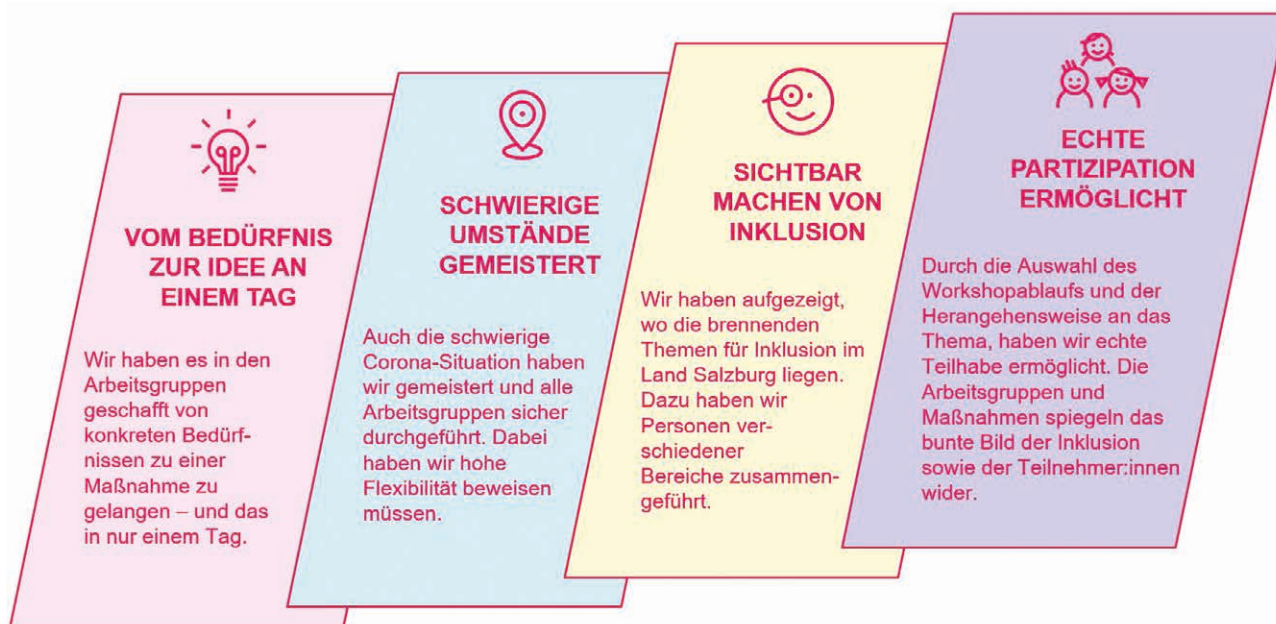 VOM BEDÜRFNIS
ZUR IDEE AN
EINEM TAG
Wir haben es in den
Arbeitsgruppen
geschafft von
konkreten Bedürf-
nissen zu einer
Maßnahme zu
gelangen – und das
in nur einem Tag.
SCHWIERIGE
UMSTÄNDE
GEMEISTERT
Auch die schwierige
Corona-Situation haben
wir gemeistert und alle
Arbeitsgruppen sicher
durchgeführt. Dabei
haben wir hohe
Flexibilität beweisen
müssen.
SICHTBAR
MACHEN VON
INKLUSION
Wir haben aufgezeigt,
wo die brennenden
Themen für Inklusion im
Land Salzburg liegen.
Dazu haben wir
Personen ver-
schiedener
Bereiche zusammen-
geführt.
ECHTE
PARTIZIPATION
ERMÖGLICHT
Durch die Auswahl des
Workshopablaufs und der
Herangehensweise an das
Thema, haben wir echte
Teilhabe ermöglicht. Die
Arbeitsgruppen und
Maßnahmen spiegeln das
bunte Bild der Inklusion
sowie der Teilnehmer:innen
wider.